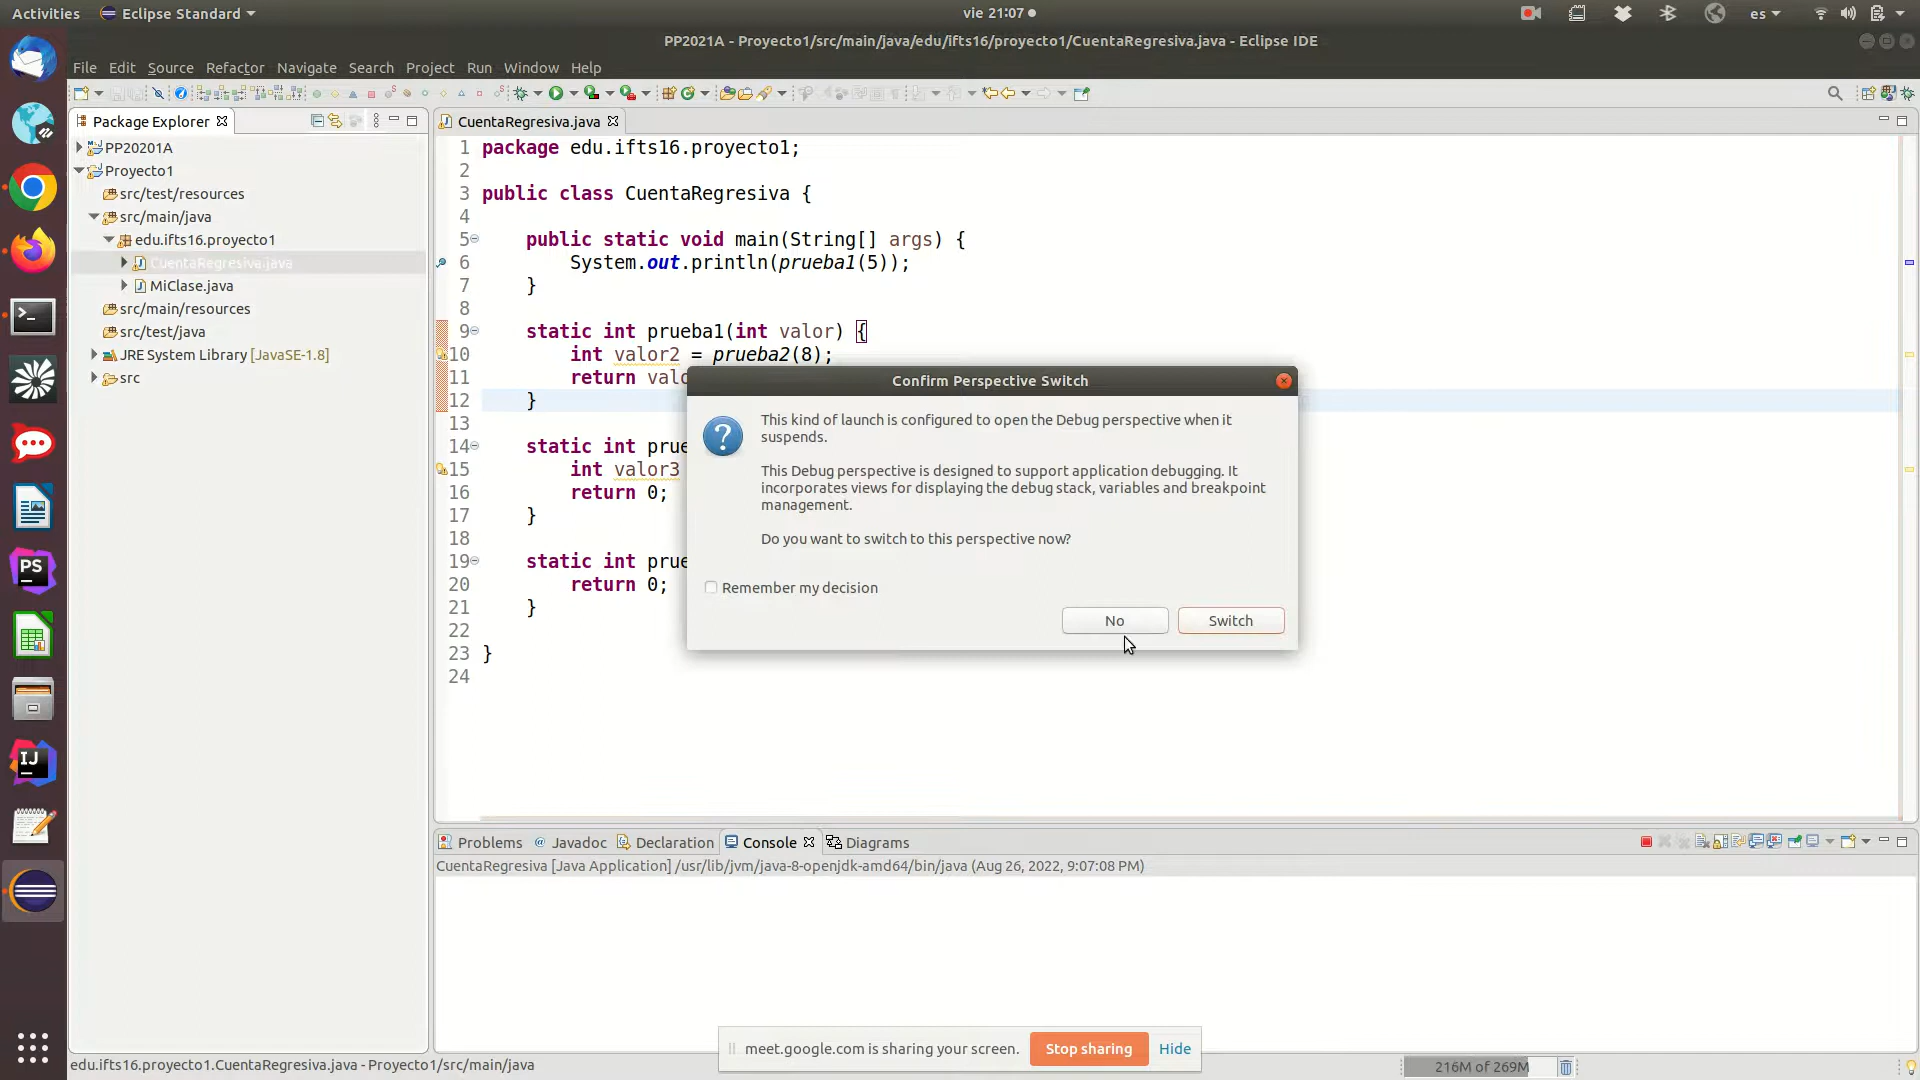 Activities Eclipse Standard vie 21:07 es
PP2021A - Proyecto1/src/main/java/edu/ifts16/proyecto1/CuentaRegresiva.java - Eclipse IDE
File Edit Source Refactor Navigate Search Project Run Window Help
Package Explorer
PP20201A
Proyecto1
src/test/resources
src/main/java
edu.ifts16.proyecto1
CuentaRegresiva.java
MiClase.java
src/main/resources
src/test/java
JRE System Library [JavaSE-1.8]
src
CuentaRegresiva.java
1 package edu.ifts16.proyecto1;
2
3 public class CuentaRegresiva {
4
5 public static void main(String[] args) {
6 System.out.println(prueba1(5));
7 }
8
9 static int prueba1(int valor) {
10 int valor2 = prueba2(8);
11 return valo
12 }
13
14 static int prue
15 int valor3
16 return 0;
17 }
18
19 static int prue
20 return 0;
21 }
22
23 }
24
Confirm Perspective Switch
This kind of launch is configured to open the Debug perspective when it
suspends.
This Debug perspective is designed to support application debugging. It
incorporates views for displaying the debug stack, variables and breakpoint
management.
Do you want to switch to this perspective now?
Remember my decision
No Switch
Problems Javadoc Declaration Console Diagrams
CuentaRegresiva [Java Application] /usr/lib/jvm/java-8-openjdk-amd64/bin/java (Aug 26, 2022, 9:07:08 PM)
meet.google.com is sharing your screen. Stop sharing Hide
edu.ifts16.proyecto1.CuentaRegresiva.java - Proyecto1/src/main/java
216M of 269M
PS
IJ